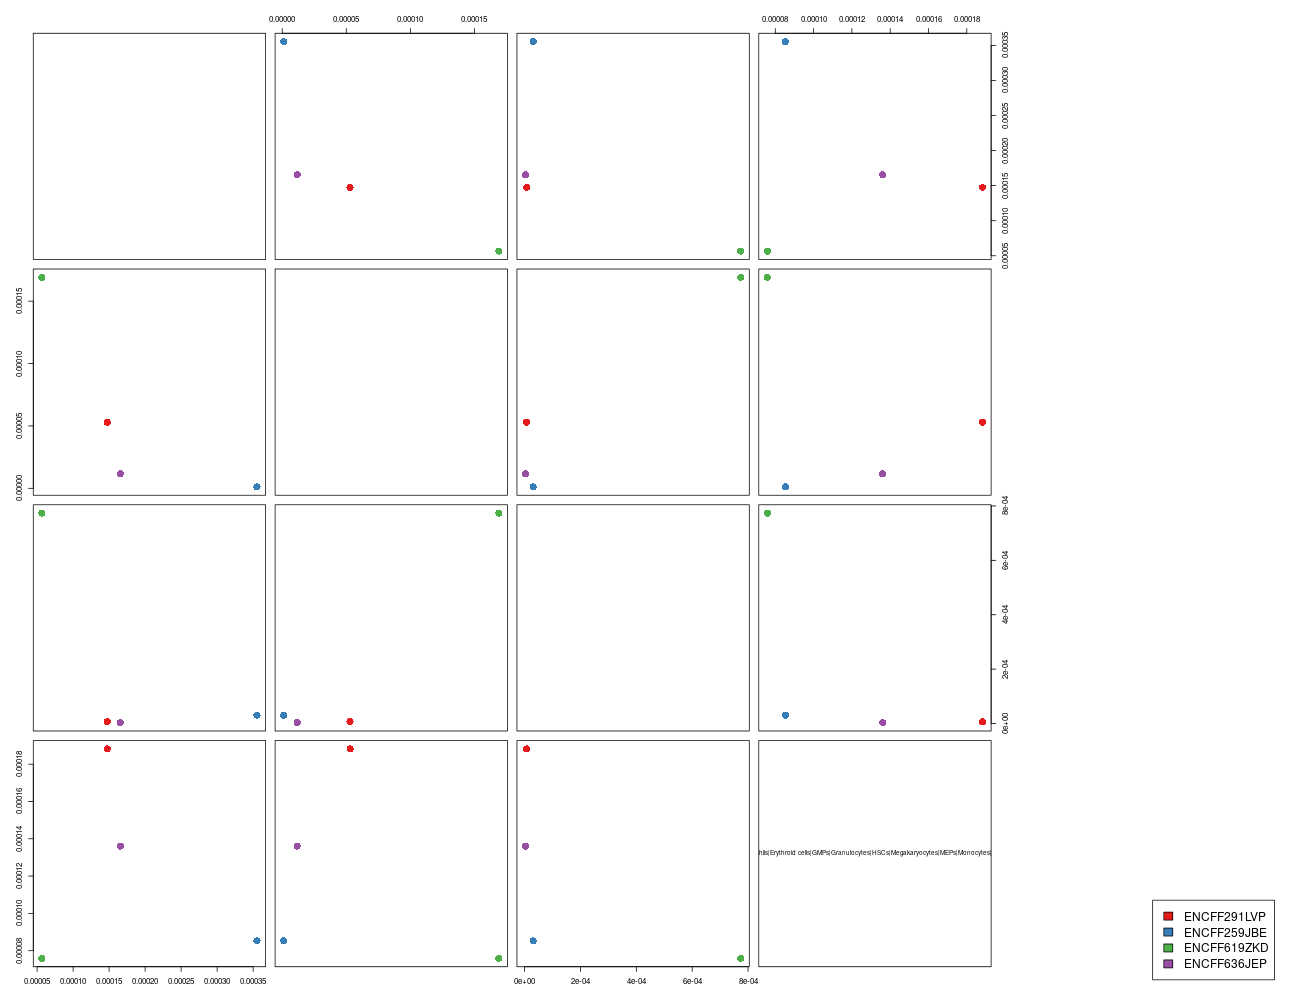 0.00000 0.00005 0.00010 0.00015
0.00008 0.00010 0.00012 0.00014 0.00016 0.00018
0.00005 0.00010 0.00015 0.00020 0.00025 0.00030 0.00035
0.00000 0.00005 0.00010 0.00015
0e+00 2e-04 4e-04 6e-04 8e-04
0.00008 0.00010 0.00012 0.00014 0.00016 0.00018
|Erythroid cells|GMPs|Granulocytes|HSCs|Megakaryocytes|MEPs|Monocytes|
0.00005 0.00010 0.00015 0.00020 0.00025 0.00030 0.00035
0e+00 2e-04 4e-04 6e-04 8e-04
ENCFF291LVP
ENCFF259JBE
ENCFF619ZKD
ENCFF636JEP